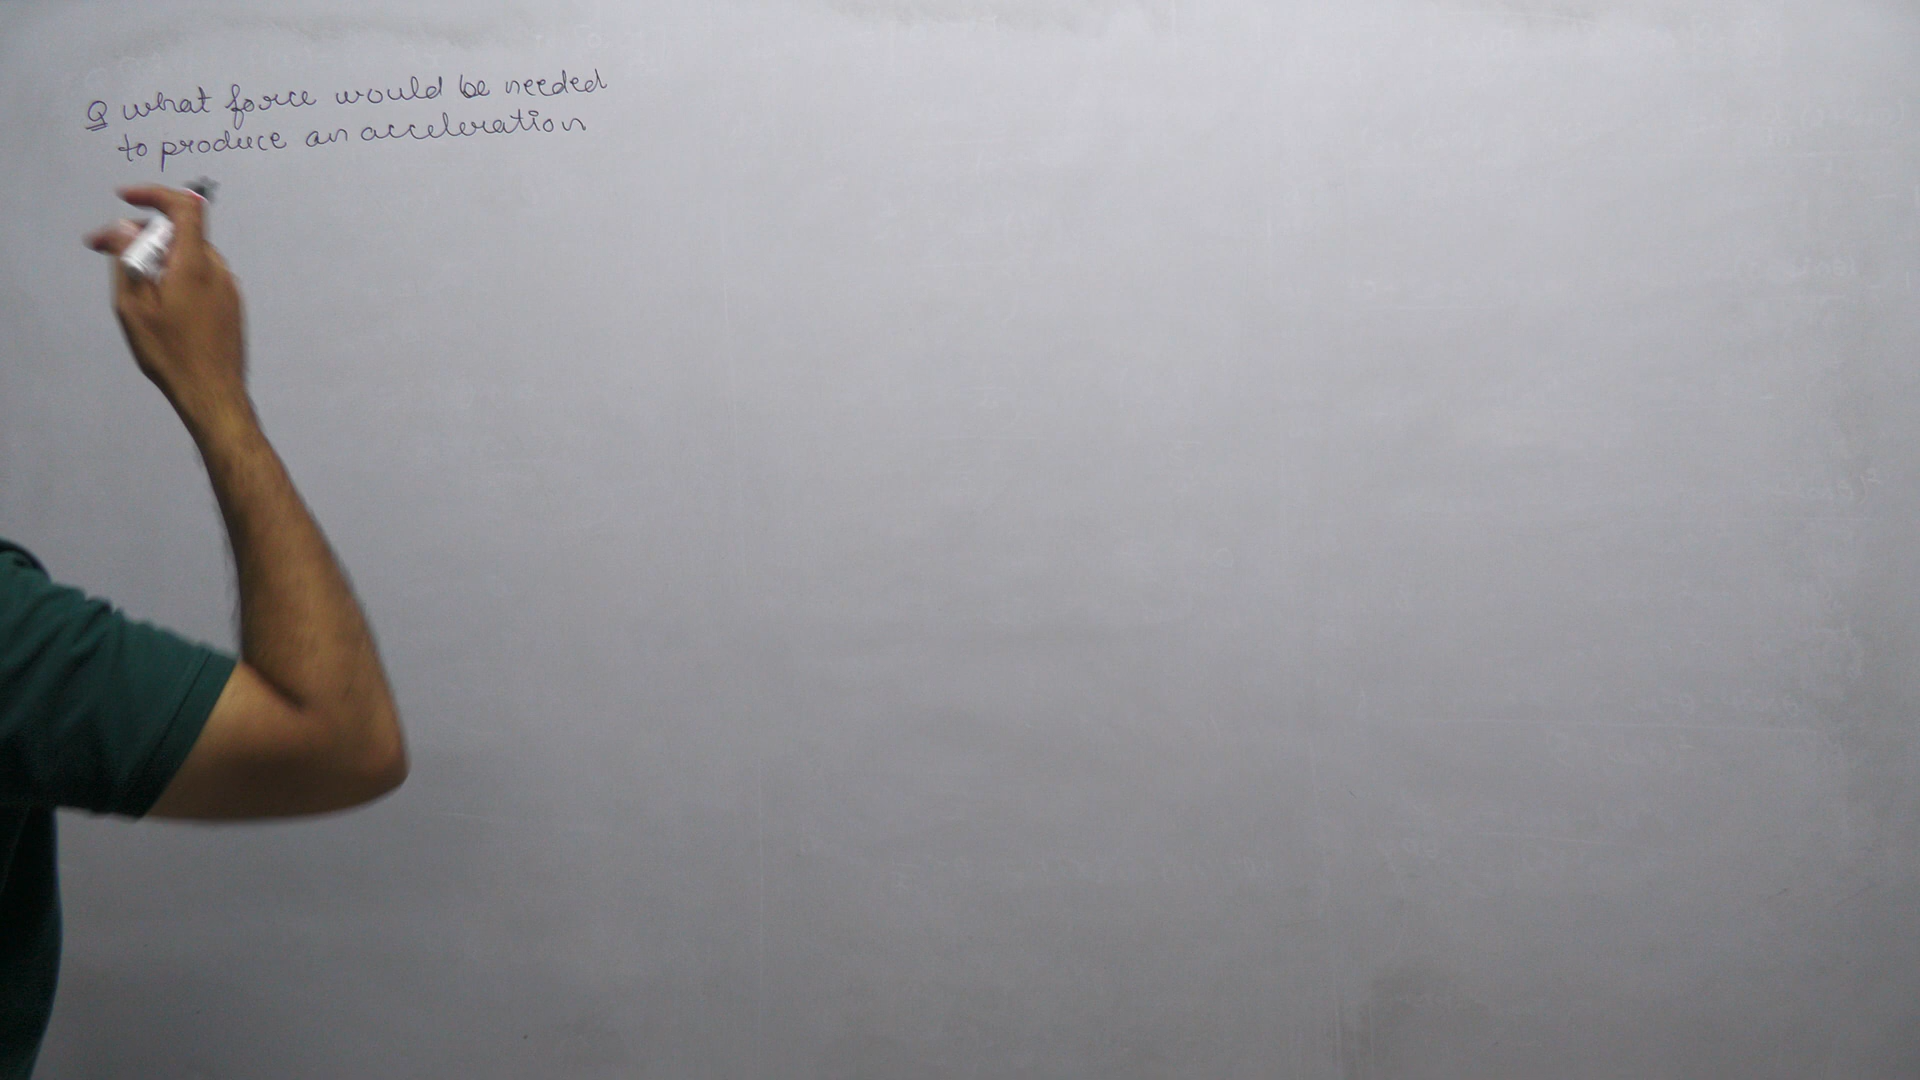 Q what force would be needed
to produce an acceleration